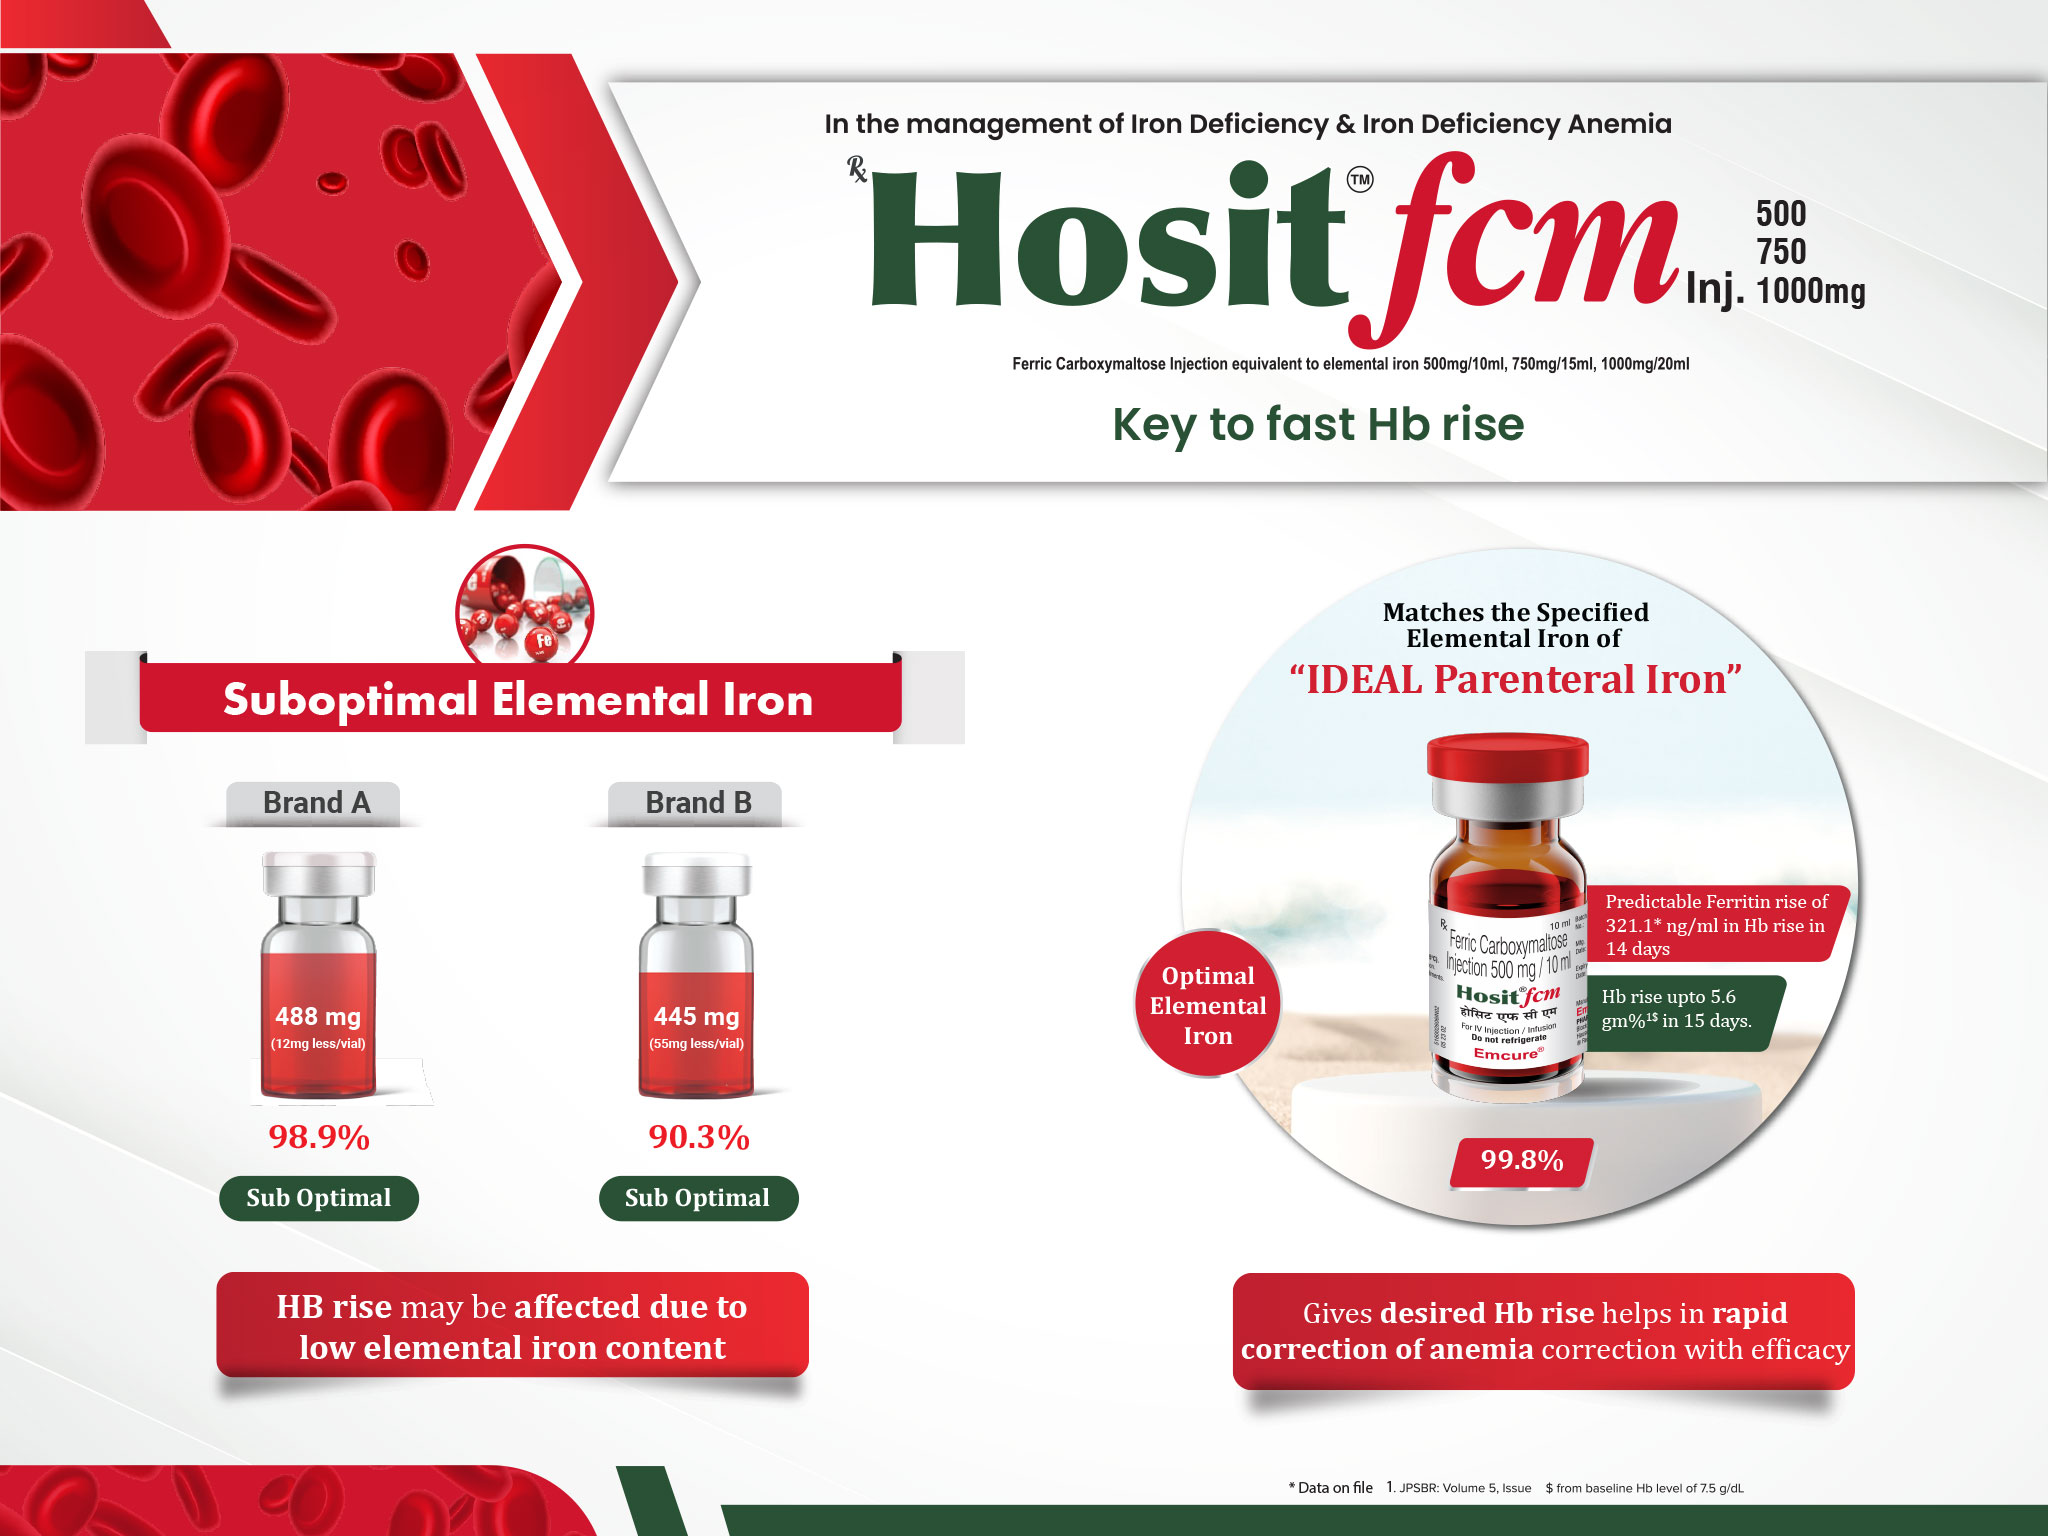 In the management of Iron Deficiency & Iron Deficiency Anemia
Rx Hosit™ fcm Inj. 500
750
1000mg
Ferric Carboxymaltose Injection equivalent to elemental iron 500mg/10ml, 750mg/15ml, 1000mg/20ml
Key to fast Hb rise
Fe
Suboptimal Elemental Iron
Brand A
488 mg
(12mg less/vial)
98.9%
Sub Optimal
Brand B
445 mg
(55mg less/vial)
90.3%
Sub Optimal
HB rise may be affected due to
low elemental iron content
Matches the Specified
Elemental Iron of
“IDEAL Parenteral Iron”
Optimal
Elemental
Iron
Rx 10 ml
Ferric Carboxymaltose
Injection 500 mg / 10 ml
Hosit® fcm
होसिट एफ सी एम
For IV Injection / Infusion
Do not refrigerate
Emcure®
Predictable Ferritin rise of
321.1* ng/ml in Hb rise in
14 days
Hb rise upto 5.6
gm%1$ in 15 days.
99.8%
Gives desired Hb rise helps in rapid
correction of anemia correction with efficacy
* Data on file 1. JPSBR: Volume 5, Issue $ from baseline Hb level of 7.5 g/dL